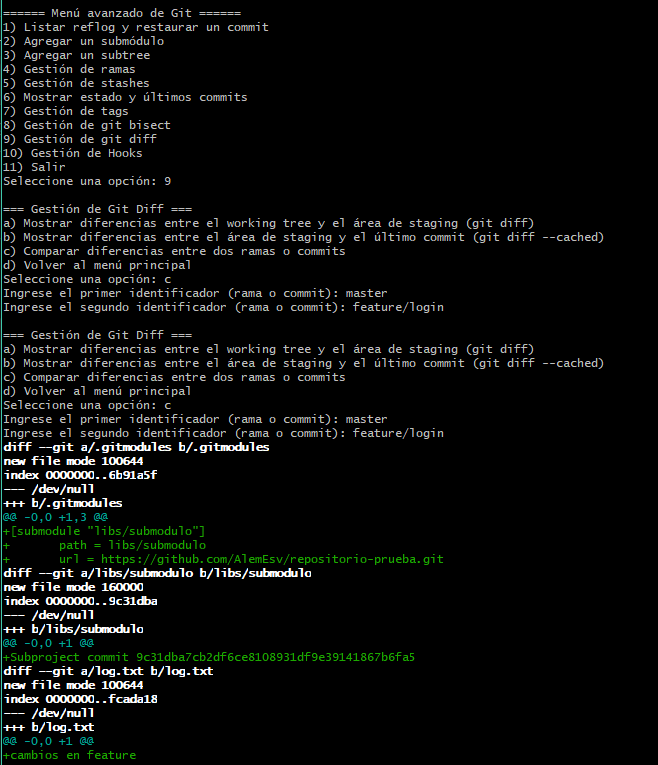 ====== Menú avanzado de Git ======
1) Listar reflog y restaurar un commit
2) Agregar un submódulo
3) Agregar un subtree
4) Gestión de ramas
5) Gestión de stashes
6) Mostrar estado y últimos commits
7) Gestión de tags
8) Gestión de git bisect
9) Gestión de git diff
10) Gestión de Hooks
11) Salir
Seleccione una opción: 9
=== Gestión de Git Diff ===
a) Mostrar diferencias entre el working tree y el área de staging (git diff)
b) Mostrar diferencias entre el área de staging y el último commit (git diff --cached)
c) Comparar diferencias entre dos ramas o commits
d) Volver al menú principal
Seleccione una opción: c
Ingrese el primer identificador (rama o commit): master
Ingrese el segundo identificador (rama o commit): feature/login
=== Gestión de Git Diff ===
a) Mostrar diferencias entre el working tree y el área de staging (git diff)
b) Mostrar diferencias entre el área de staging y el último commit (git diff --cached)
c) Comparar diferencias entre dos ramas o commits
d) Volver al menú principal
Seleccione una opción: c
Ingrese el primer identificador (rama o commit): master
Ingrese el segundo identificador (rama o commit): feature/login
diff --git a/.gitmodules b/.gitmodules
new file mode 100644
index 0000000..6b91a5f
--- /dev/null
+++ b/.gitmodules
@@ -0,0 +1,3 @@
+[submodule "libs/submodulo"]
+       path = libs/submodulo
+       url = https://github.com/AlemEsv/repositorio-prueba.git
diff --git a/libs/submodulo b/libs/submodulo
new file mode 160000
index 0000000..9c31dba
--- /dev/null
+++ b/libs/submodulo
@@ -0,0 +1 @@
+Subproject commit 9c31dba7cb2df6ce8108931df9e39141867b6fa5
diff --git a/log.txt b/log.txt
new file mode 100644
index 0000000..fcada18
--- /dev/null
+++ b/log.txt
@@ -0,0 +1 @@
+cambios en feature